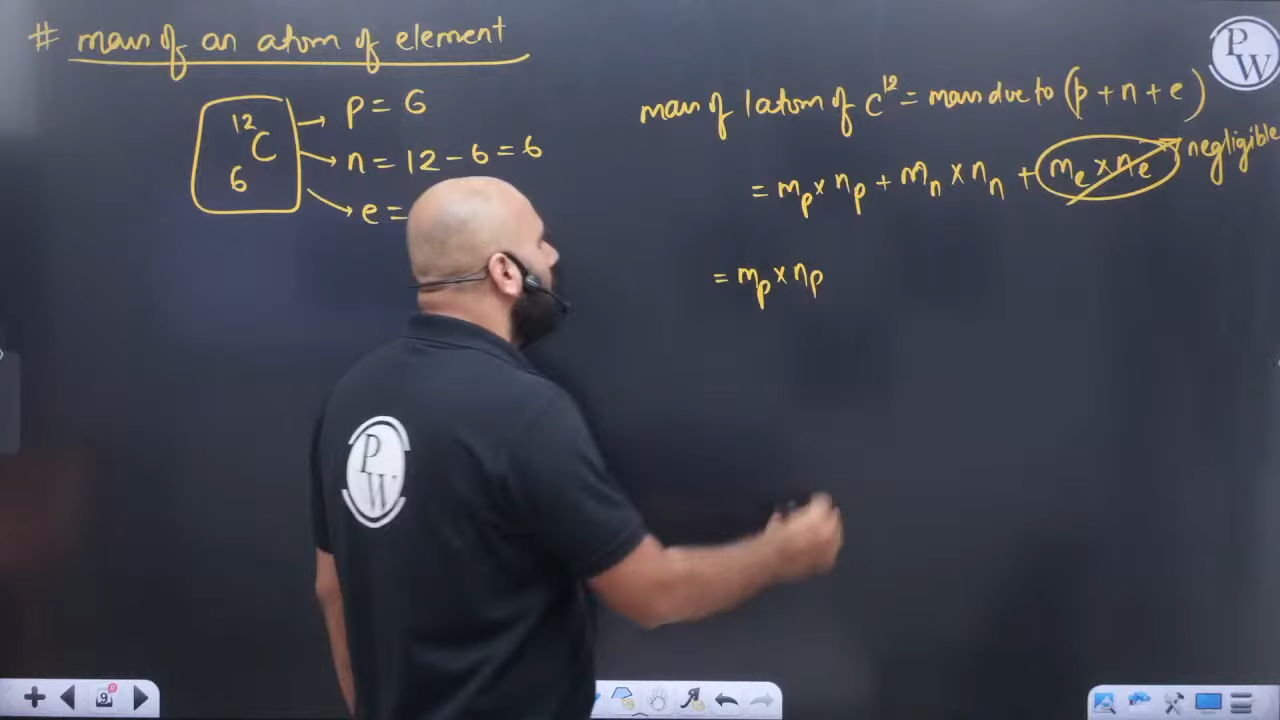 # mass of an atom of element
12
6 C
→ p = 6
→ n = 12 - 6 = 6
→ e =
mass of 1 atom of C¹² = mass due to (p + n + e)
= mₚ × nₚ + mₙ × nₙ + mₑ × nₑ negligible
= mₚ × nₚ
PW
PW
9